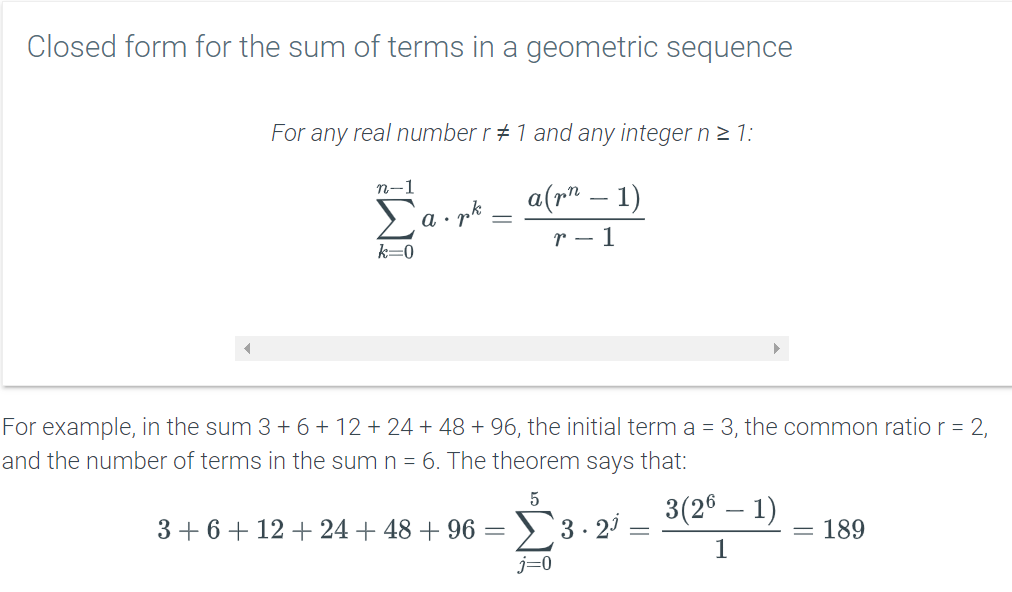 Closed form for the sum of terms in a geometric sequence
For any real number r ≠ 1 and any integer n ≥ 1:
\sum_{k=0}^{n-1} a \cdot r^k = \frac{a(r^n - 1)}{r - 1}
For example, in the sum 3 + 6 + 12 + 24 + 48 + 96, the initial term a = 3, the common ratio r = 2,
and the number of terms in the sum n = 6. The theorem says that:
3 + 6 + 12 + 24 + 48 + 96 = \sum_{j=0}^{5} 3 \cdot 2^j = \frac{3(2^6 - 1)}{1} = 189